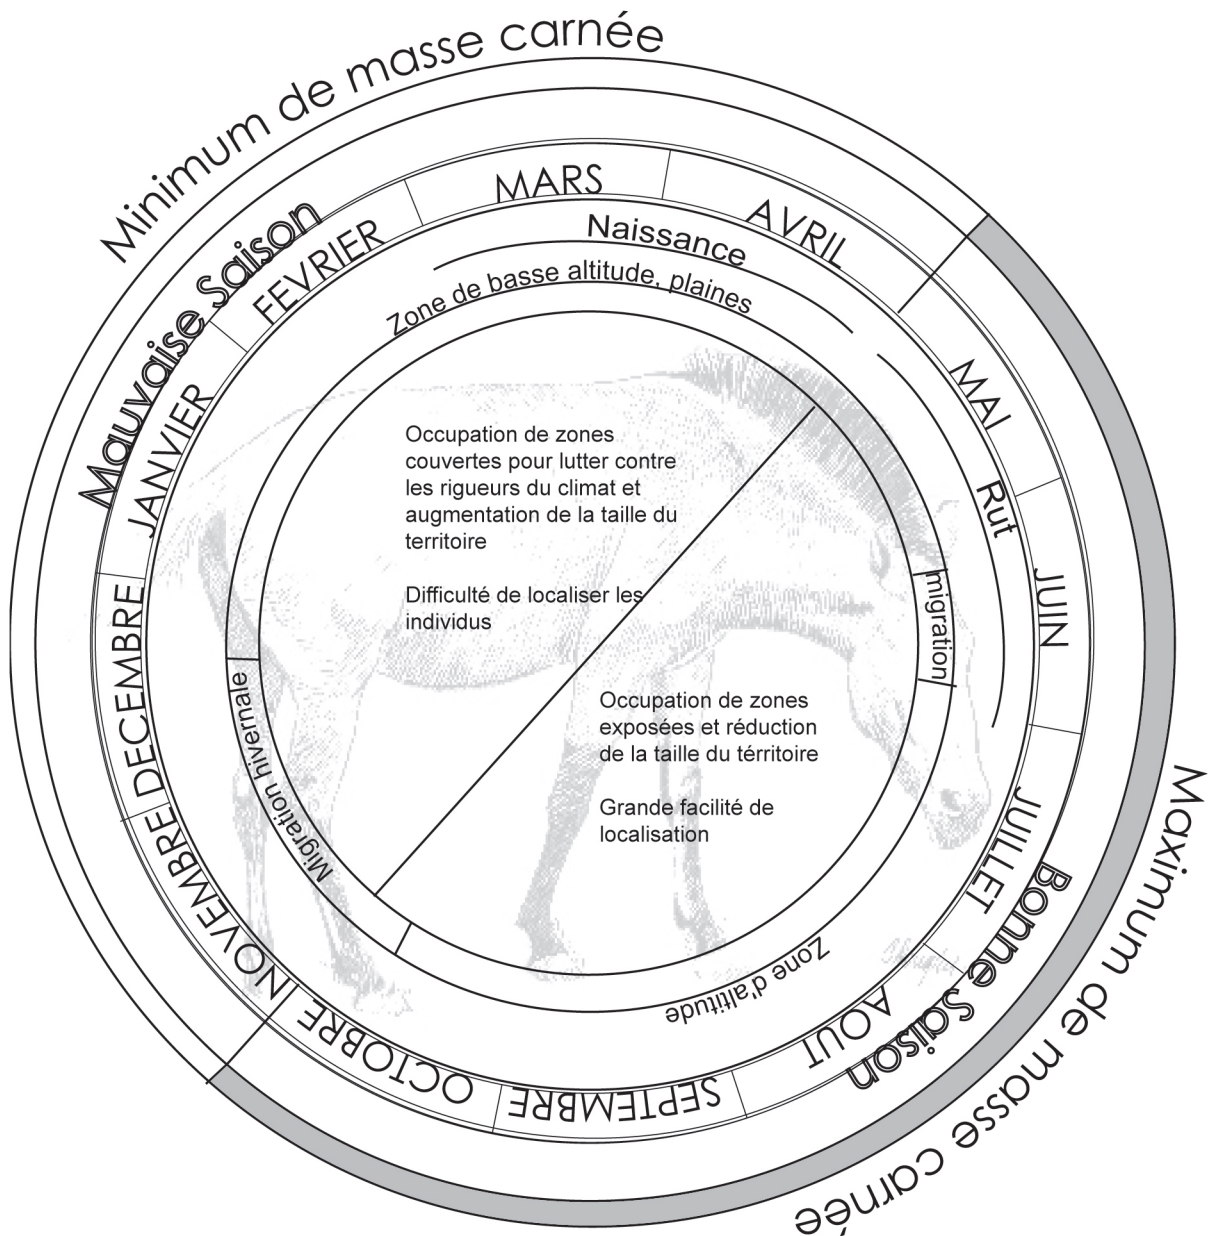 Minimum de masse carnée
Mauvaise Saison
JANVIER
FEVRIER
MARS
AVRIL
MAI
JUIN
JUILLET
AOUT
SEPTEMBRE
OCTOBRE
NOVEMBRE
DECEMBRE
Naissance
Rut
Zone de basse altitude, plaines
migration
Zone d'altitude
Migration hivernale
Occupation de zones
couvertes pour lutter contre
les rigueurs du climat et
augmentation de la taille du
territoire
Difficulté de localiser les
individus
Occupation de zones
exposées et réduction
de la taille du térritoire
Grande facilité de
localisation
Bonne Saison
Maximum de masse carnée